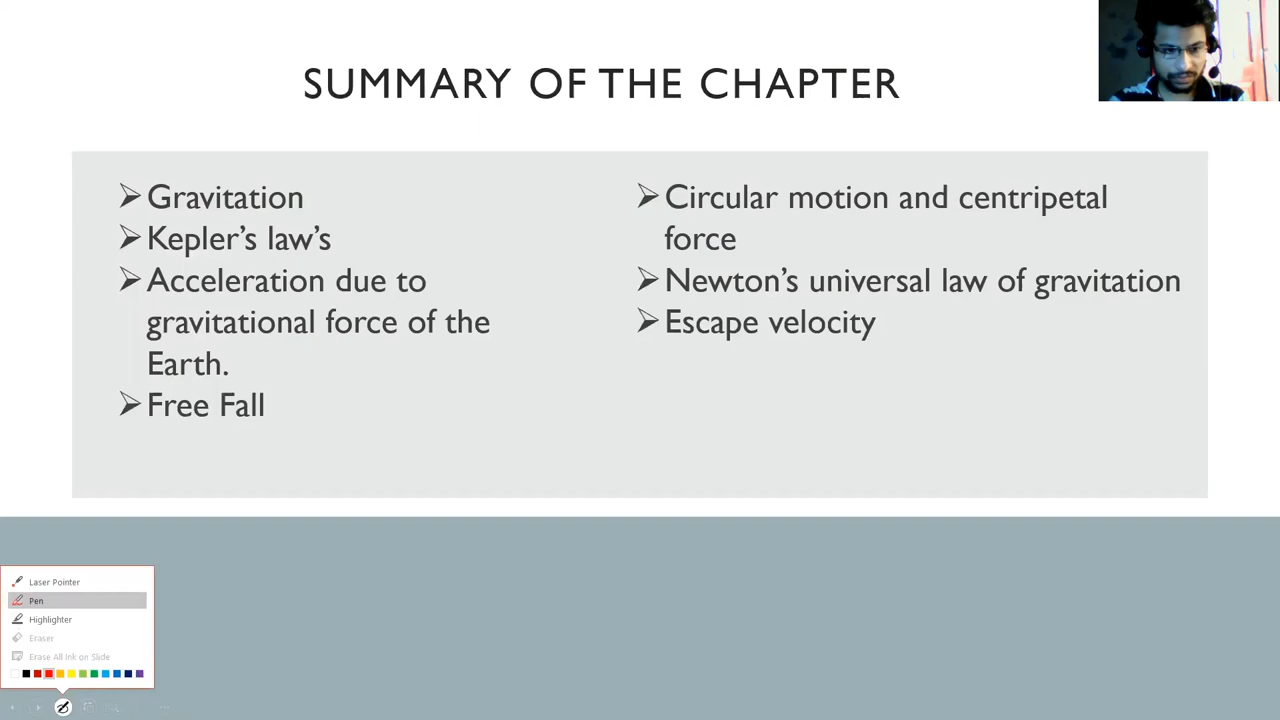 SUMMARY OF THE CHAPTER
Gravitation
Kepler's law's
Acceleration due to
gravitational force of the
Earth.
Free Fall
Circular motion and centripetal
force
Newton's universal law of gravitation
Escape velocity
Laser Pointer
Pen
Highlighter
Eraser
Erase All Ink on Slide